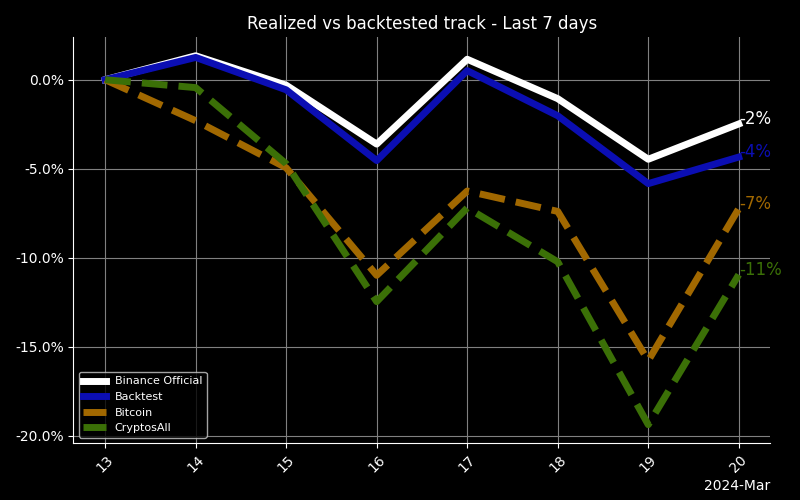 Realized vs backtested track - Last 7 days
0.0%
-5.0%
-10.0%
-15.0%
-20.0%
-2%
-4%
-7%
-11%
Binance Official
Backtest
Bitcoin
CryptosAll
13 14 15 16 17 18 19 20
2024-Mar